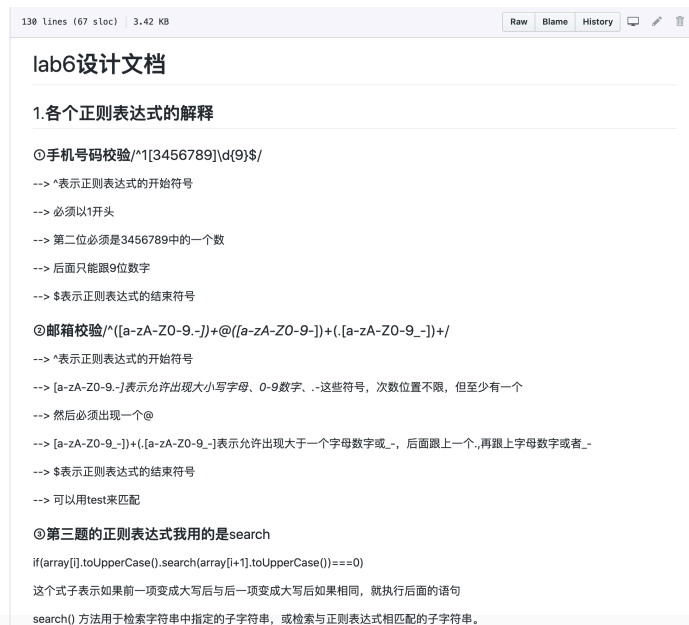 130 lines (67 sloc) 3.42 KB Raw Blame History
lab6设计文档
1.各个正则表达式的解释
①手机号码校验/^1[3456789]\d{9}$/
--> ^表示正则表达式的开始符号
--> 必须以1开头
--> 第二位必须是3456789中的一个数
--> 后面只能跟9位数字
--> $表示正则表达式的结束符号
②邮箱校验/^([a-zA-Z0-9.-])+@([a-zA-Z0-9-])+(.[a-zA-Z0-9_-])+/
--> ^表示正则表达式的开始符号
--> [a-zA-Z0-9.-]表示允许出现大小写字母、0-9数字、.-这些符号，次数位置不限，但至少有一个
--> 然后必须出现一个@
--> [a-zA-Z0-9_-])+(.[a-zA-Z0-9_-]表示允许出现大于一个字母数字或_-，后面跟上一个.,再跟上字母数字或者_-
--> $表示正则表达式的结束符号
--> 可以用test来匹配
③第三题的正则表达式我用的是search
if(array[i].toUpperCase().search(array[i+1].toUpperCase())===0)
这个式子表示如果前一项变成大写后与后一项变成大写后如果相同，就执行后面的语句
search() 方法用于检索字符串中指定的子字符串，或检索与正则表达式相匹配的子字符串。